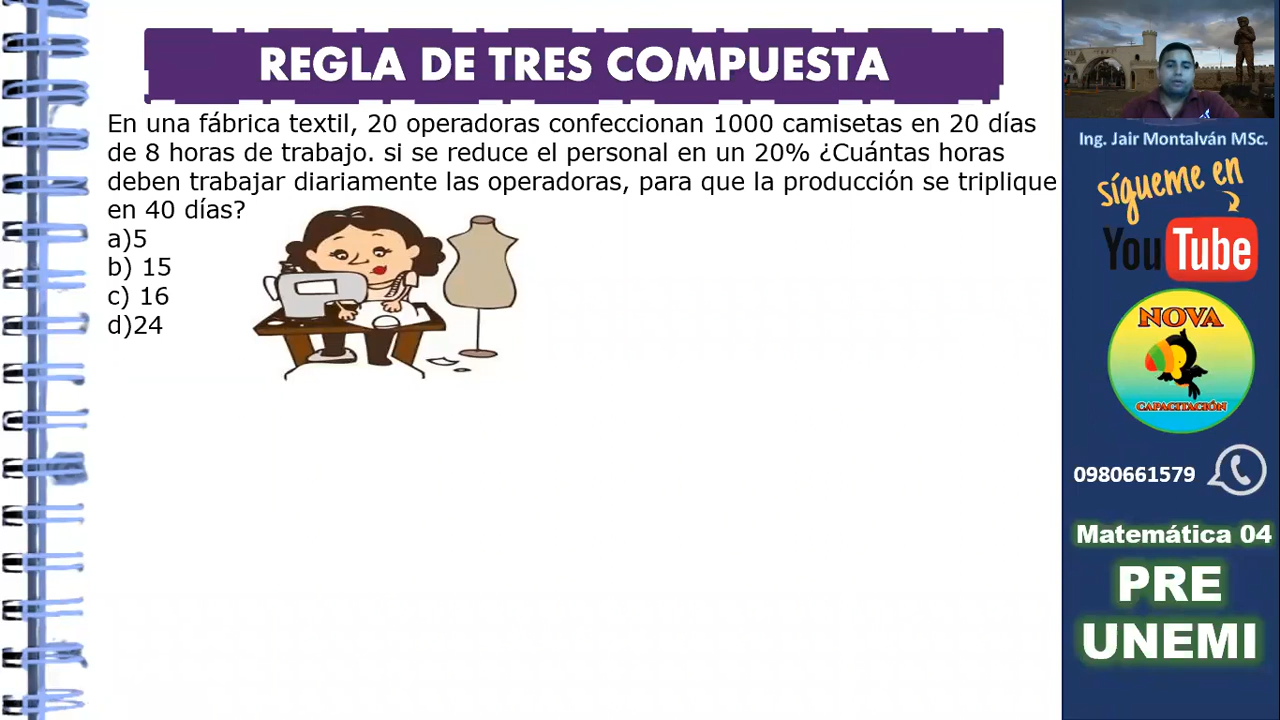 REGLA DE TRES COMPUESTA
En una fábrica textil, 20 operadoras confeccionan 1000 camisetas en 20 días
de 8 horas de trabajo. si se reduce el personal en un 20% ¿Cuántas horas
deben trabajar diariamente las operadoras, para que la producción se triplique
en 40 días?
a)5
b) 15
c) 16
d)24
Ing. Jair Montalván MSc.
sígueme en
YouTube
NOVA
CAPACITACIÓN
0980661579
Matemática 04
PRE
UNEMI